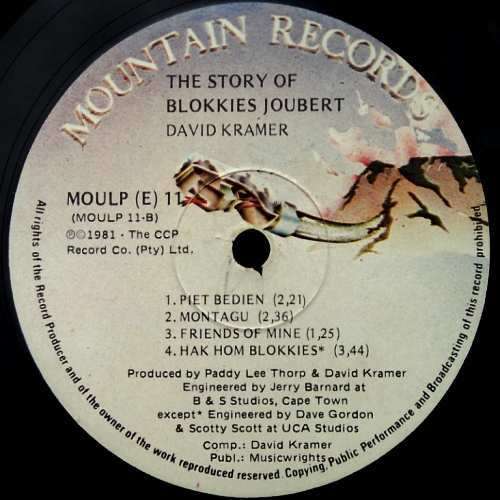 MOUNTAIN RECORDS
THE STORY OF
BLOKKIES JOUBERT
DAVID KRAMER
MOULP (E) 11
(MOULP 11-B)
℗©1981 - The CCP
Record Co. (Pty) Ltd.
1. PIET BEDIEN (2,21)
2. MONTAGU (2,36)
3. FRIENDS OF MINE (1,25)
4. HAK HOM BLOKKIES* (3,44)
Produced by Paddy Lee Thorp & David Kramer
Engineered by Jerry Barnard at
B & S Studios, Cape Town
except* Engineered by Dave Gordon
& Scotty Scott at UCA Studios
Comp.: David Kramer
Publ.: Musicwrights
All rights of the Record Producer and of the owner of the work reproduced reserved. Copying, Public Performance and Broadcasting of this record prohibited